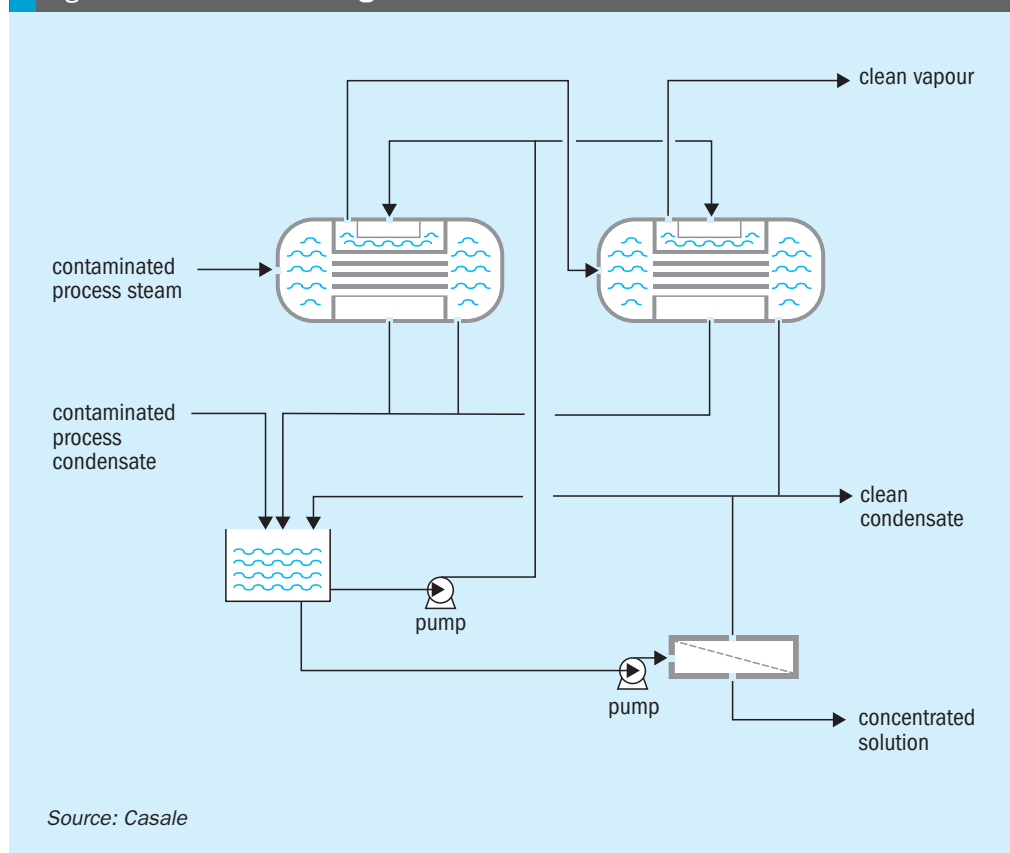 clean vapour
contaminated
process steam
contaminated
process
condensate
clean
condensate
pump
pump
concentrated
solution
Source: Casale